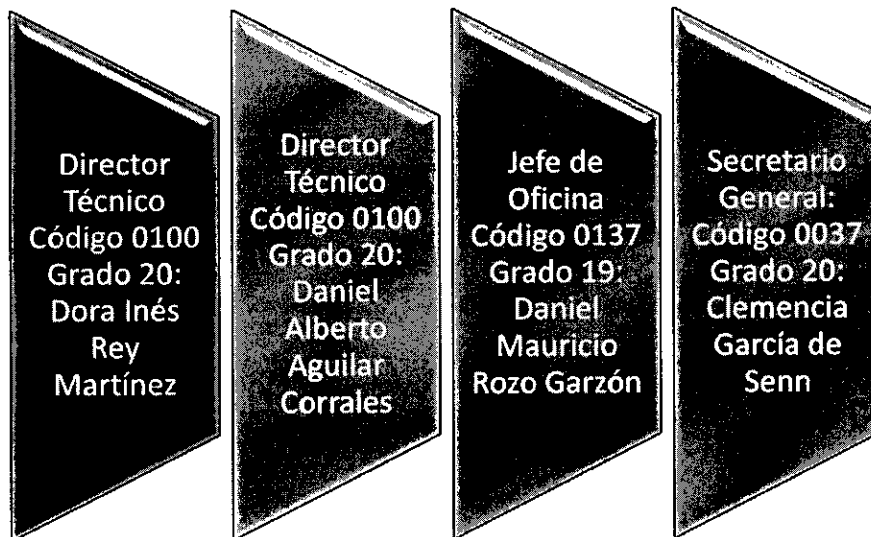 Director
Técnico
Código 0100
Grado 20:
Dora Inés
Rey
Martínez
Director
Técnico
Código 0100
Grado 20:
Daniel
Alberto
Aguilar
Corrales
Jefe de
Oficina
Código 0137
Grado 19:
Daniel
Mauricio
Rozo Garzón
Secretario
General:
Código 0037
Grado 20:
Clemencia
García de
Senn